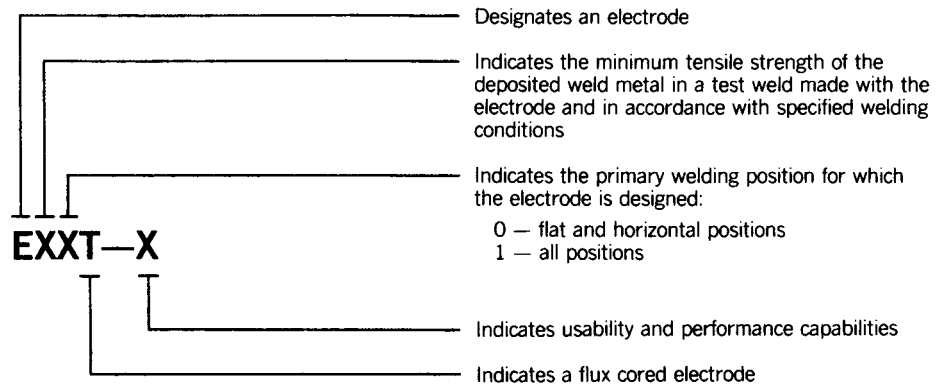 Designates an electrode
Indicates the minimum tensile strength of the
deposited weld metal in a test weld made with the
electrode and in accordance with specified welding
conditions
Indicates the primary welding position for which
the electrode is designed:
0 — flat and horizontal positions
1 — all positions
EXXT—X
Indicates usability and performance capabilities
Indicates a flux cored electrode